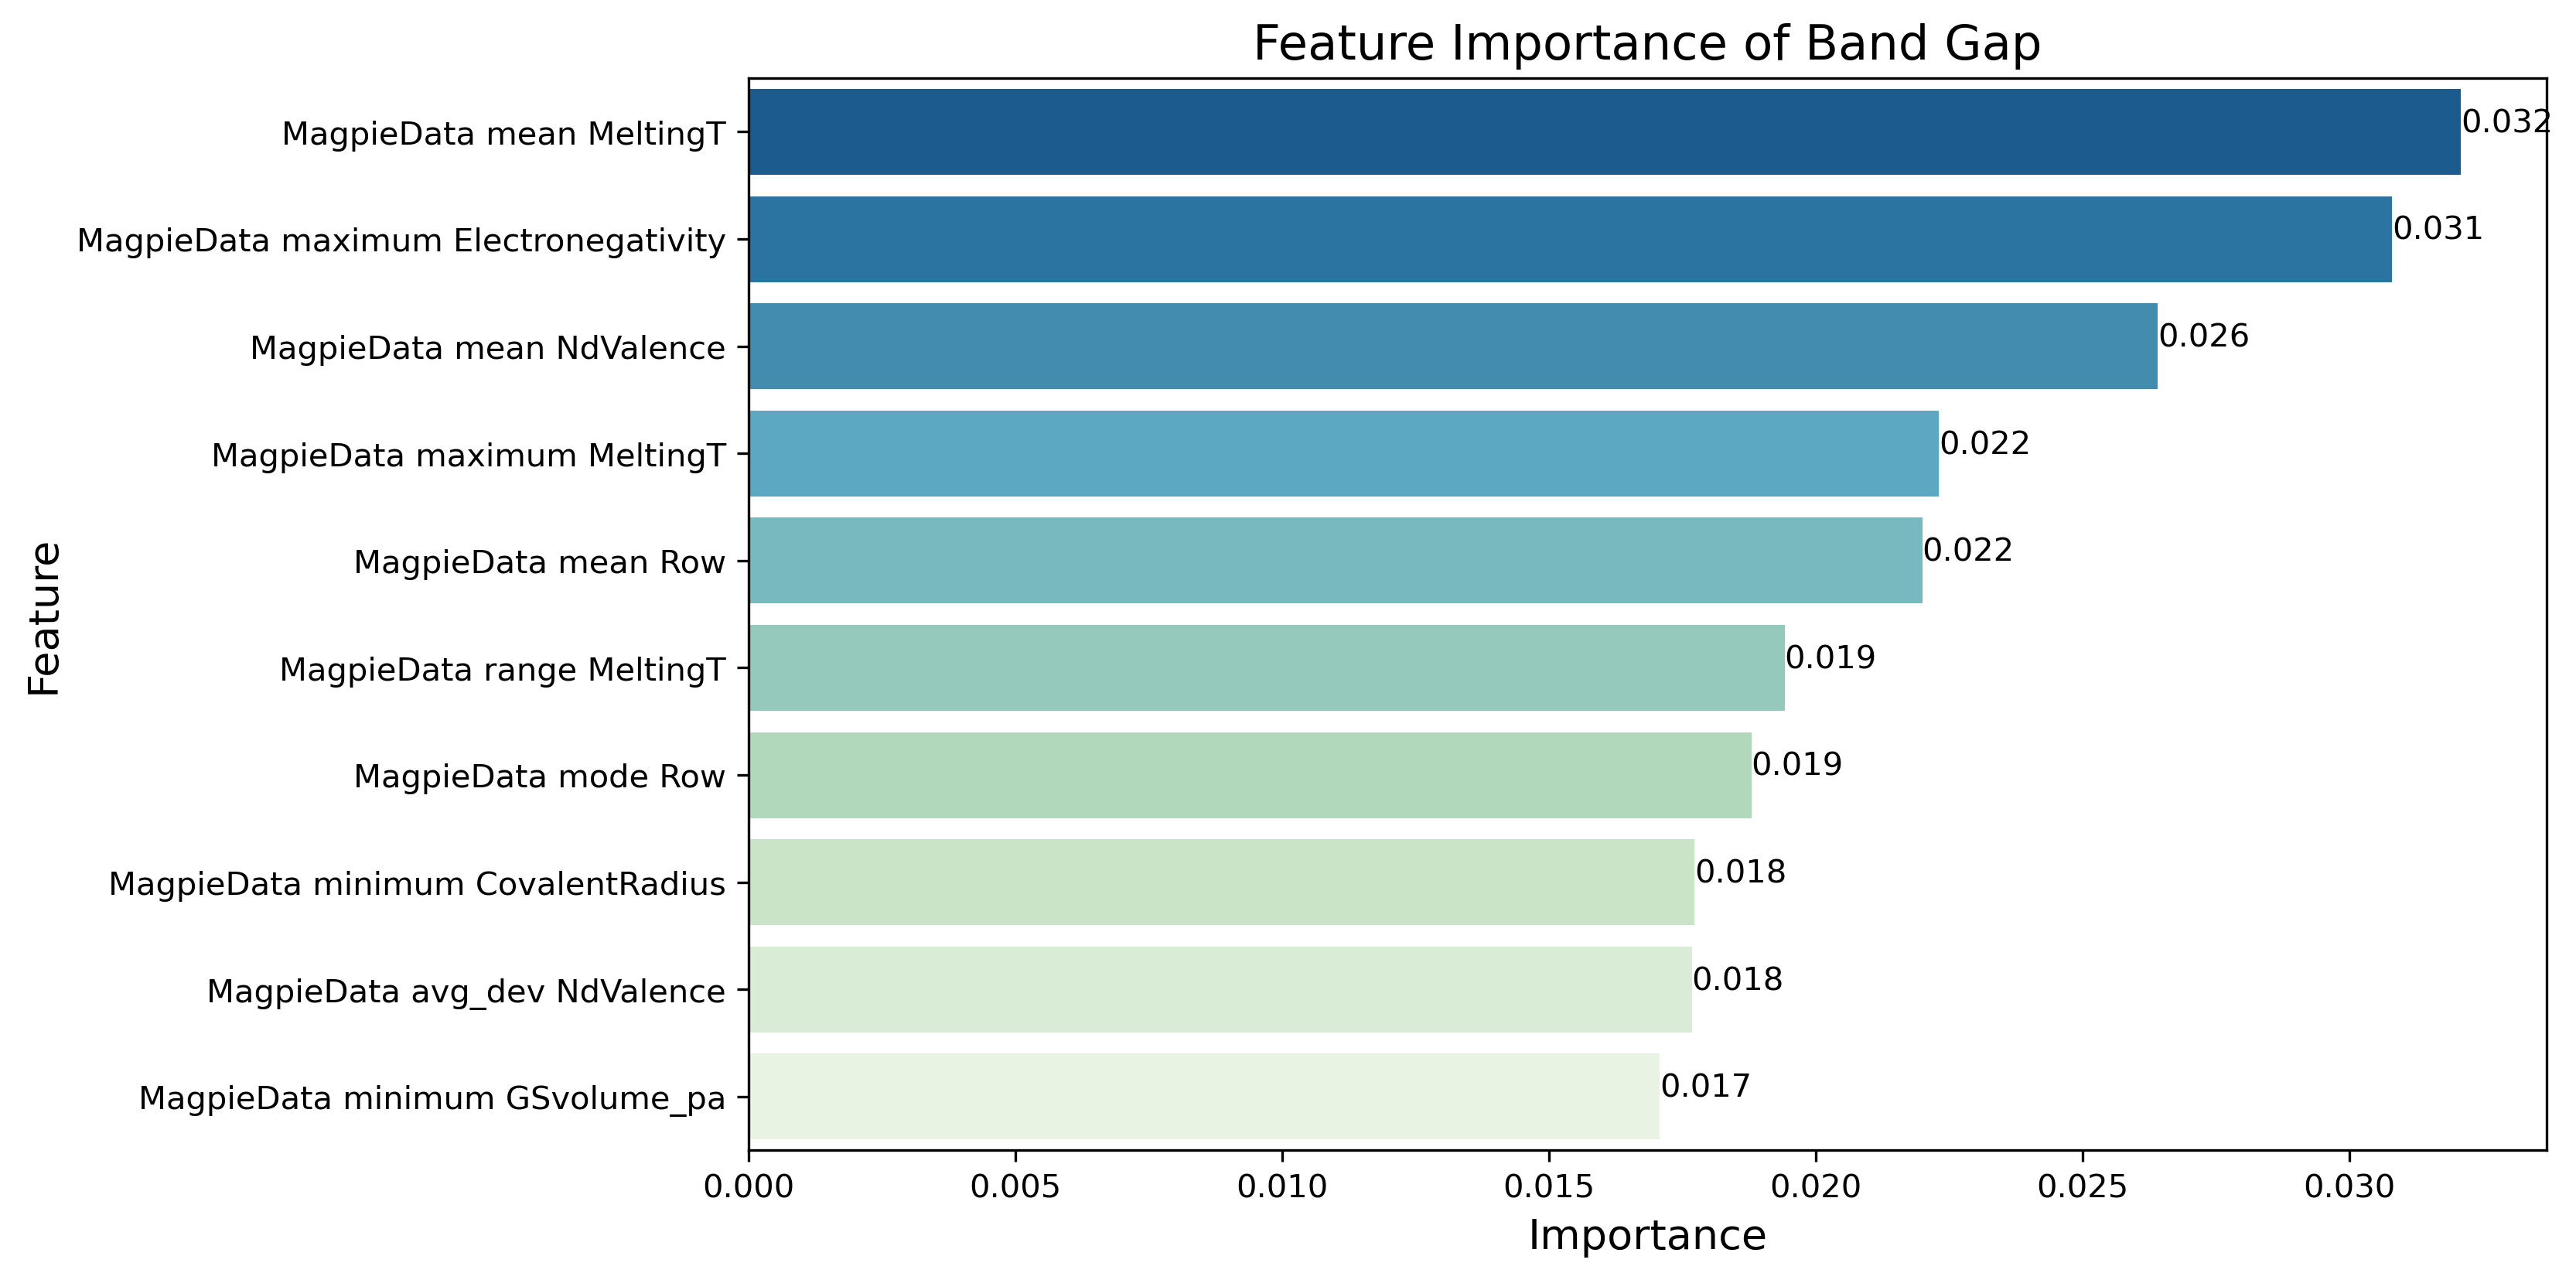 Feature Importance of Band Gap
MagpieData mean MeltingT
0.032
MagpieData maximum Electronegativity
0.031
MagpieData mean NdValence
0.026
MagpieData maximum MeltingT
0.022
MagpieData mean Row
0.022
MagpieData range MeltingT
0.019
MagpieData mode Row
0.019
MagpieData minimum CovalentRadius
0.018
MagpieData avg_dev NdValence
0.018
MagpieData minimum GSvolume_pa
0.017
Feature
0.000 0.005 0.010 0.015 0.020 0.025 0.030
Importance